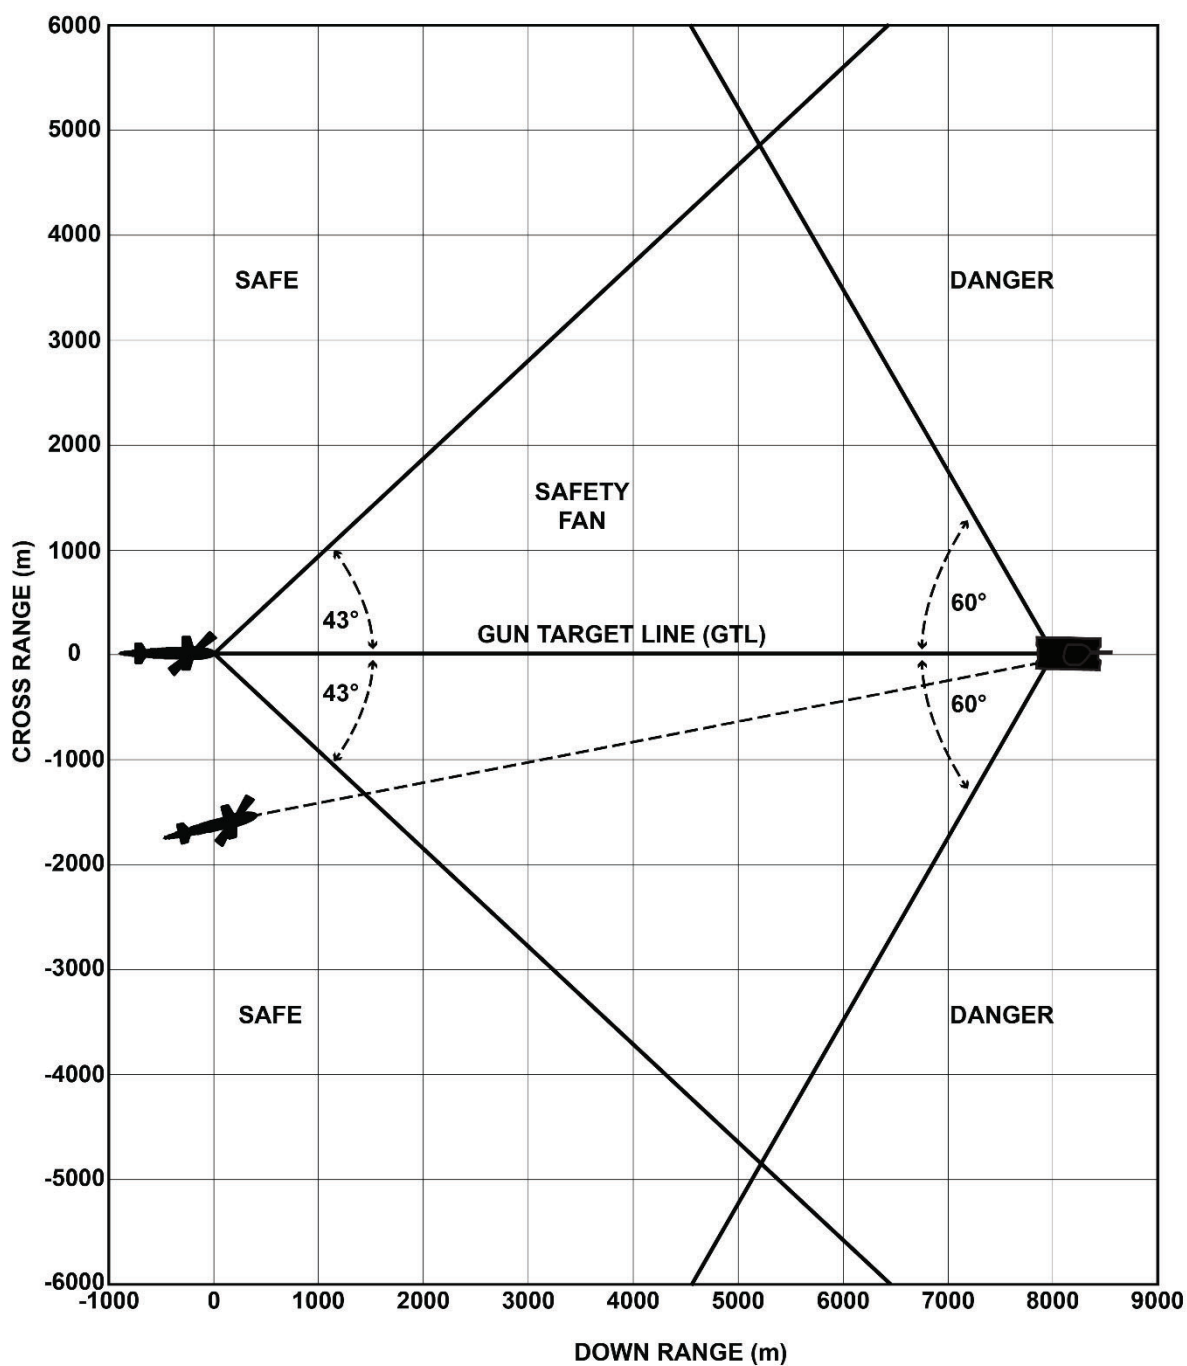 6000
5000
4000
SAFE
DANGER
3000
2000
SAFETY
FAN
1000
43°
60°
GUN TARGET LINE (GTL)
0
43°
60°
-1000
-2000
-3000
SAFE
DANGER
-4000
-5000
-6000
CROSS RANGE (m)
-1000 0 1000 2000 3000 4000 5000 6000 7000 8000 9000
DOWN RANGE (m)